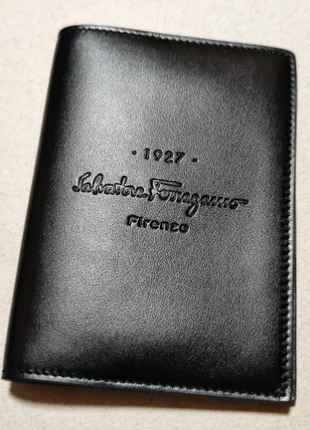 · 1927 ·
Salvatore Ferragamo
Firenze